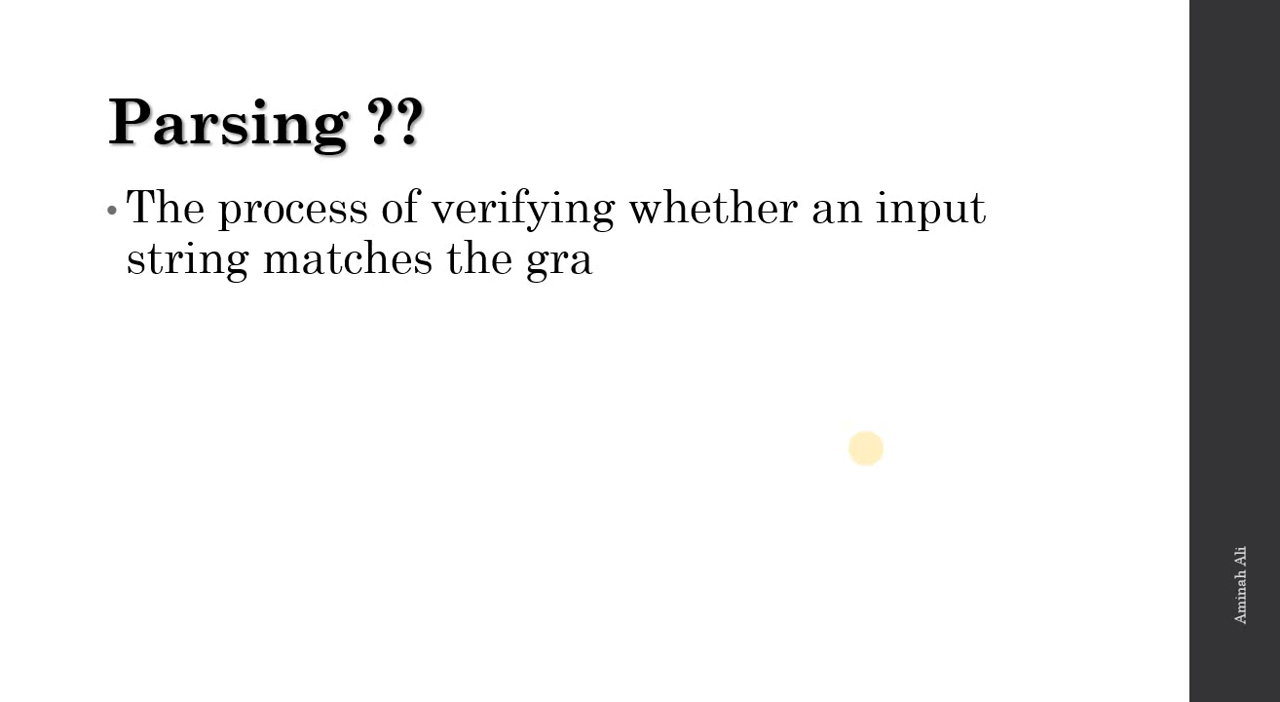 Parsing ??
• The process of verifying whether an input
string matches the gra
Aminah Ali